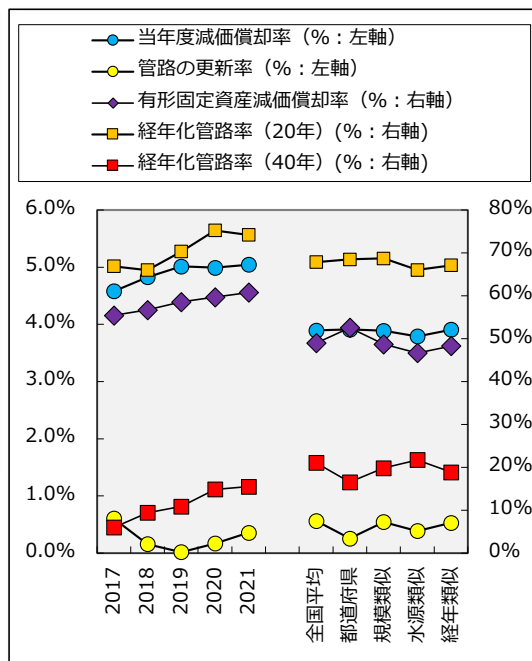 当年度減価償却率（%：左軸）
管路の更新率（%：左軸）
有形固定資産減価償却率（%：右軸）
経年化管路率（20年）(%：右軸)
経年化管路率（40年）(%：右軸)
6.0%
5.0%
4.0%
3.0%
2.0%
1.0%
0.0%
80%
70%
60%
50%
40%
30%
20%
10%
0%
2017
2018
2019
2020
2021
全国平均
都道府県
規模類似
水源類似
経年類似